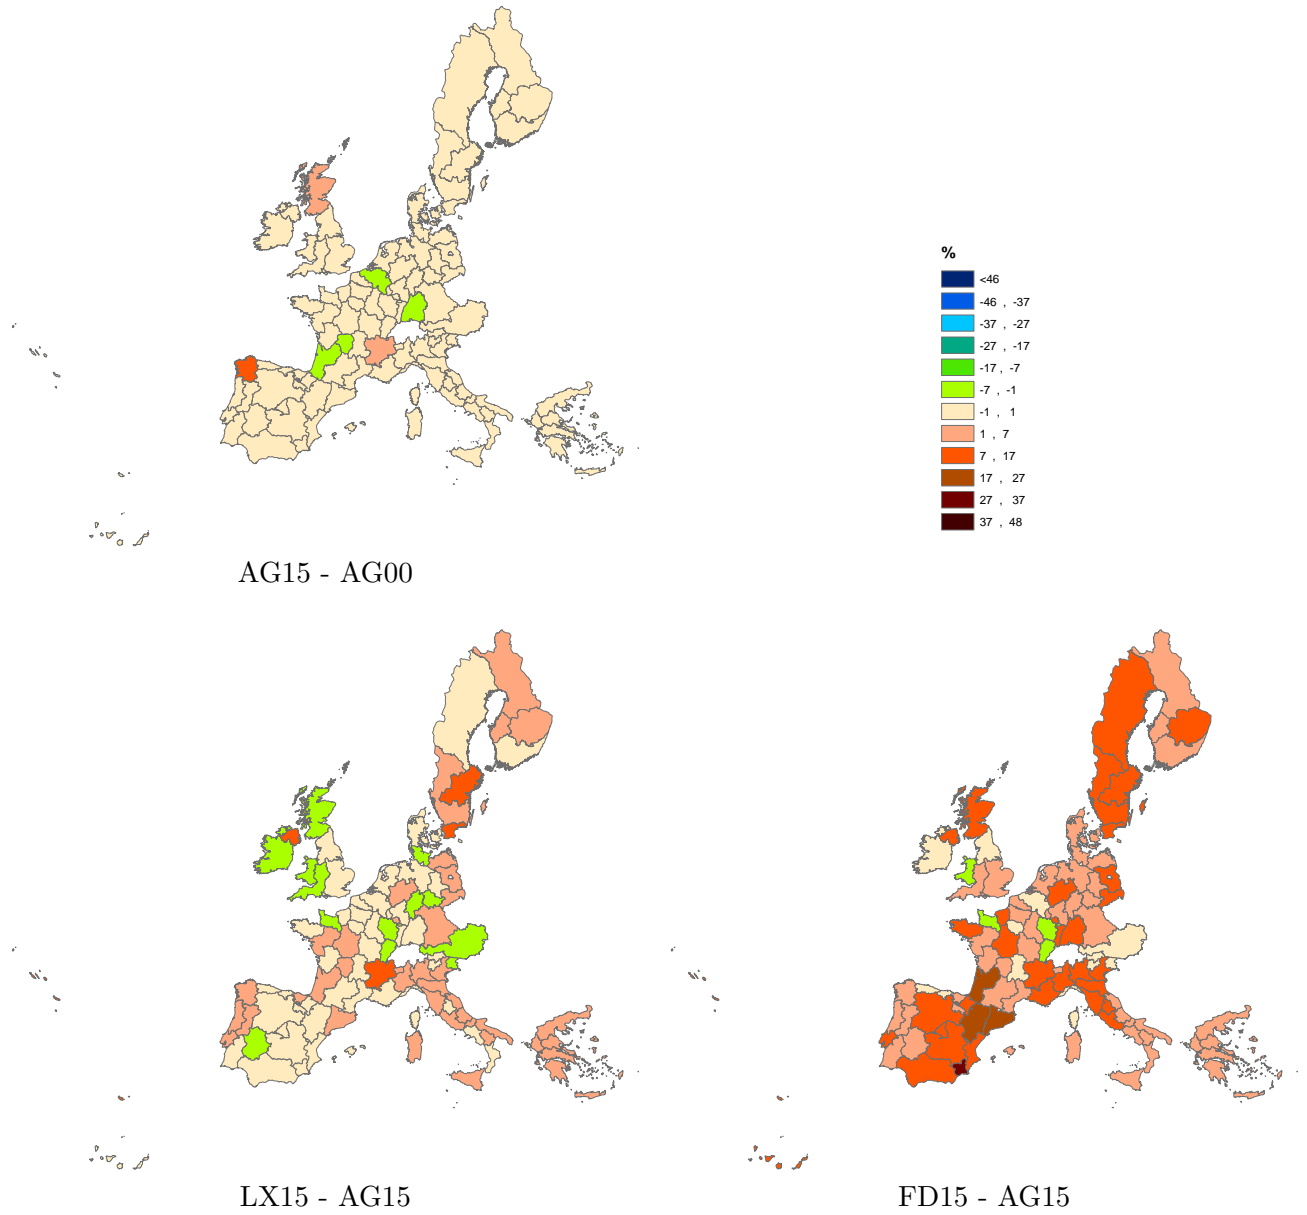 %
<46
-46 , -37
-37 , -27
-27 , -17
-17 , -7
-7 , -1
-1 , 1
1 , 7
7 , 17
17 , 27
27 , 37
37 , 48
AG15 - AG00
LX15 - AG15
FD15 - AG15